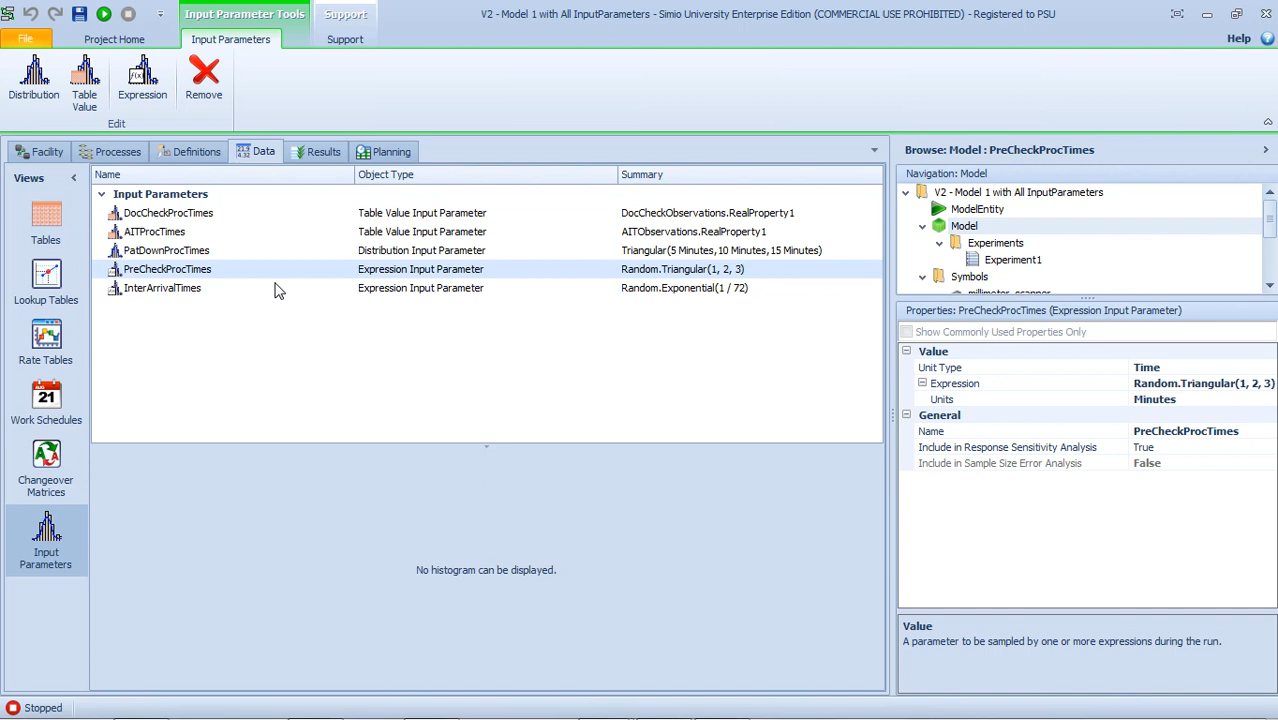 Input Parameter Tools
Support
V2 - Model 1 with All InputParameters - Simio University Enterprise Edition (COMMERCIAL USE PROHIBITED) - Registered to PSU
File
Project Home
Input Parameters
Support
Help
Distribution
Table Value
f(x)
Expression
Remove
Edit
Facility
Processes
Definitions
Data
Results
Planning
Views
Tables
Lookup Tables
Rate Tables
AUG
21
Work Schedules
Changeover Matrices
Input Parameters
Name Object Type Summary
Input Parameters
DocCheckProcTimes Table Value Input Parameter DocCheckObservations.RealProperty1
AITProcTimes Table Value Input Parameter AITObservations.RealProperty1
PatDownProcTimes Distribution Input Parameter Triangular(5 Minutes,10 Minutes,15 Minutes)
PreCheckProcTimes Expression Input Parameter Random.Triangular(1, 2, 3)
InterArrivalTimes Expression Input Parameter Random.Exponential(1 / 72)
No histogram can be displayed.
Browse: Model : PreCheckProcTimes
Navigation: Model
V2 - Model 1 with All InputParameters
ModelEntity
Model
Experiments
Experiment1
Symbols
Properties: PreCheckProcTimes (Expression Input Parameter)
Show Commonly Used Properties Only
Value
Unit Type Time
Expression Random.Triangular(1, 2, 3)
Units Minutes
General
Name PreCheckProcTimes
Include in Response Sensitivity Analysis True
Include in Sample Size Error Analysis False
Value
A parameter to be sampled by one or more expressions during the run.
Stopped